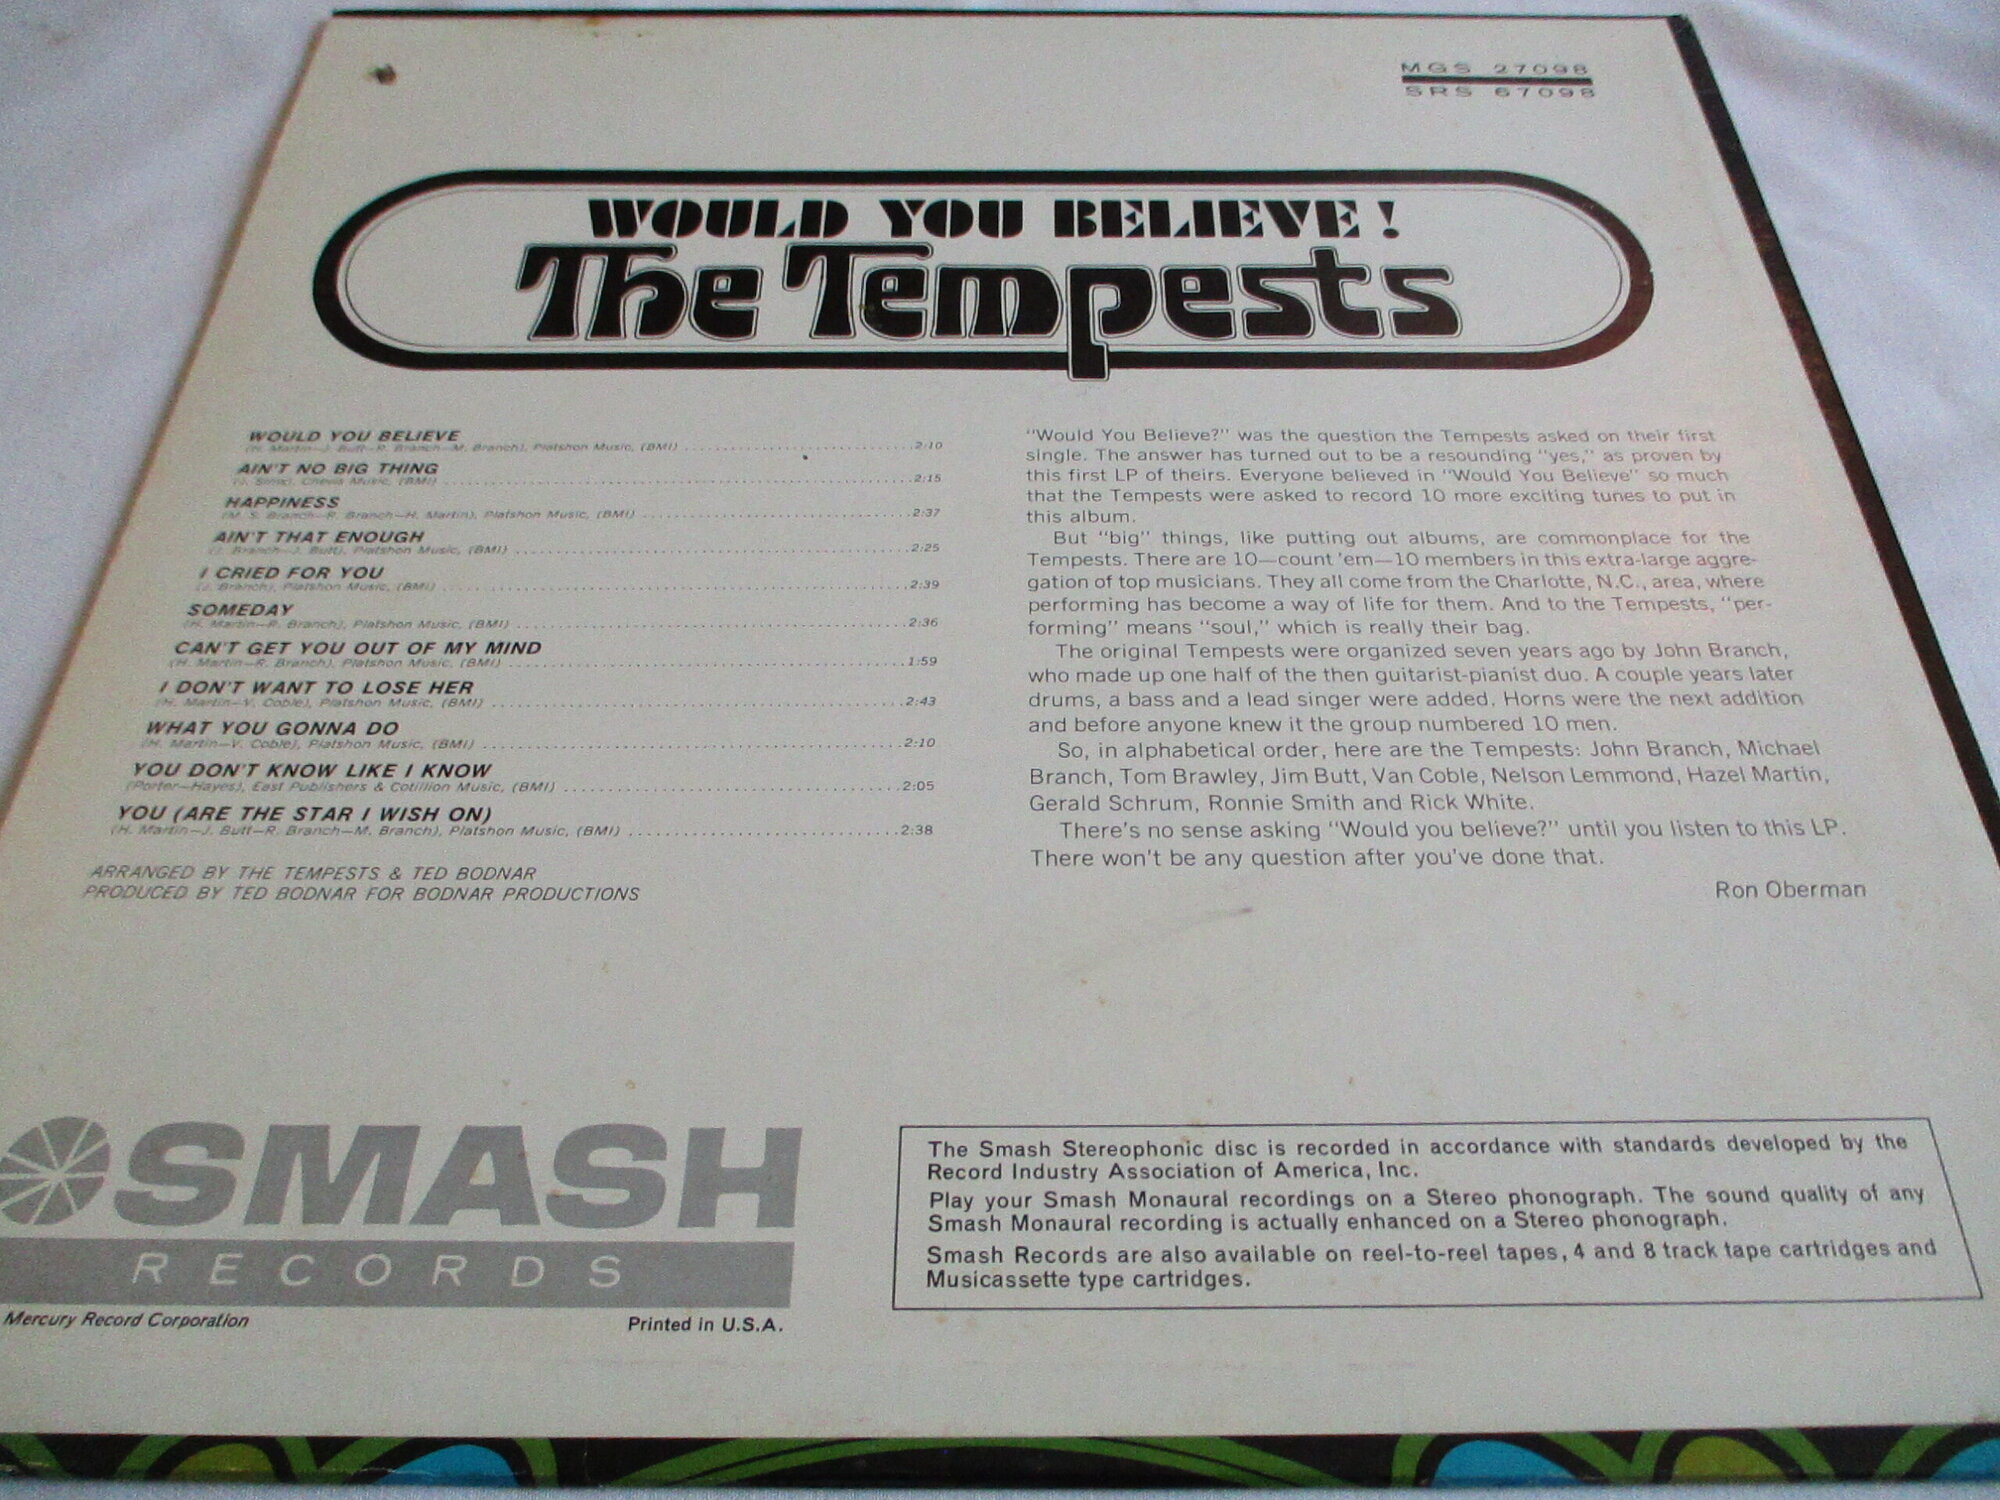 MGS 27098
SRS 67098
WOULD YOU BELIEVE!
The Tempests
WOULD YOU BELIEVE
(H. Martin—J. Butt—R. Branch—M. Branch), Platshon Music, (BMI) 2:10
AIN'T NO BIG THING
(J. Sims), Chevis Music, (BMI) 2:15
HAPPINESS
(M. S. Branch—R. Branch—H. Martin), Platshon Music, (BMI) 2:37
AIN'T THAT ENOUGH
(J. Branch—J. Butt), Platshon Music, (BMI) 2:25
I CRIED FOR YOU
(J. Branch), Platshon Music, (BMI) 2:39
SOMEDAY
(H. Martin—R. Branch), Platshon Music, (BMI) 2:36
CAN'T GET YOU OUT OF MY MIND
(H. Martin—R. Branch), Platshon Music, (BMI) 1:59
I DON'T WANT TO LOSE HER
(H. Martin—V. Coble), Platshon Music, (BMI) 2:43
WHAT YOU GONNA DO
(H. Martin—V. Coble), Platshon Music, (BMI) 2:10
YOU DON'T KNOW LIKE I KNOW
(Porter—Hayes), East Publishers & Cotillion Music, (BMI) 2:05
YOU (ARE THE STAR I WISH ON)
(H. Martin—J. Butt—R. Branch—M. Branch), Platshon Music, (BMI) 2:38
ARRANGED BY THE TEMPESTS & TED BODNAR
PRODUCED BY TED BODNAR FOR BODNAR PRODUCTIONS
"Would You Believe?" was the question the Tempests asked on their first
single. The answer has turned out to be a resounding "yes," as proven by
this first LP of theirs. Everyone believed in "Would You Believe" so much
that the Tempests were asked to record 10 more exciting tunes to put in
this album.
But "big" things, like putting out albums, are commonplace for the
Tempests. There are 10—count 'em—10 members in this extra-large aggre-
gation of top musicians. They all come from the Charlotte, N.C., area, where
performing has become a way of life for them. And to the Tempests, "per-
forming" means "soul," which is really their bag.
The original Tempests were organized seven years ago by John Branch,
who made up one half of the then guitarist-pianist duo. A couple years later
drums, a bass and a lead singer were added. Horns were the next addition
and before anyone knew it the group numbered 10 men.
So, in alphabetical order, here are the Tempests: John Branch, Michael
Branch, Tom Brawley, Jim Butt, Van Coble, Nelson Lemmond, Hazel Martin,
Gerald Schrum, Ronnie Smith and Rick White.
There's no sense asking "Would you believe?" until you listen to this LP.
There won't be any question after you've done that.
Ron Oberman
SMASH
RECORDS
Mercury Record Corporation
Printed in U.S.A.
The Smash Stereophonic disc is recorded in accordance with standards developed by the
Record Industry Association of America, Inc.
Play your Smash Monaural recordings on a Stereo phonograph. The sound quality of any
Smash Monaural recording is actually enhanced on a Stereo phonograph.
Smash Records are also available on reel-to-reel tapes, 4 and 8 track tape cartridges and
Musicassette type cartridges.